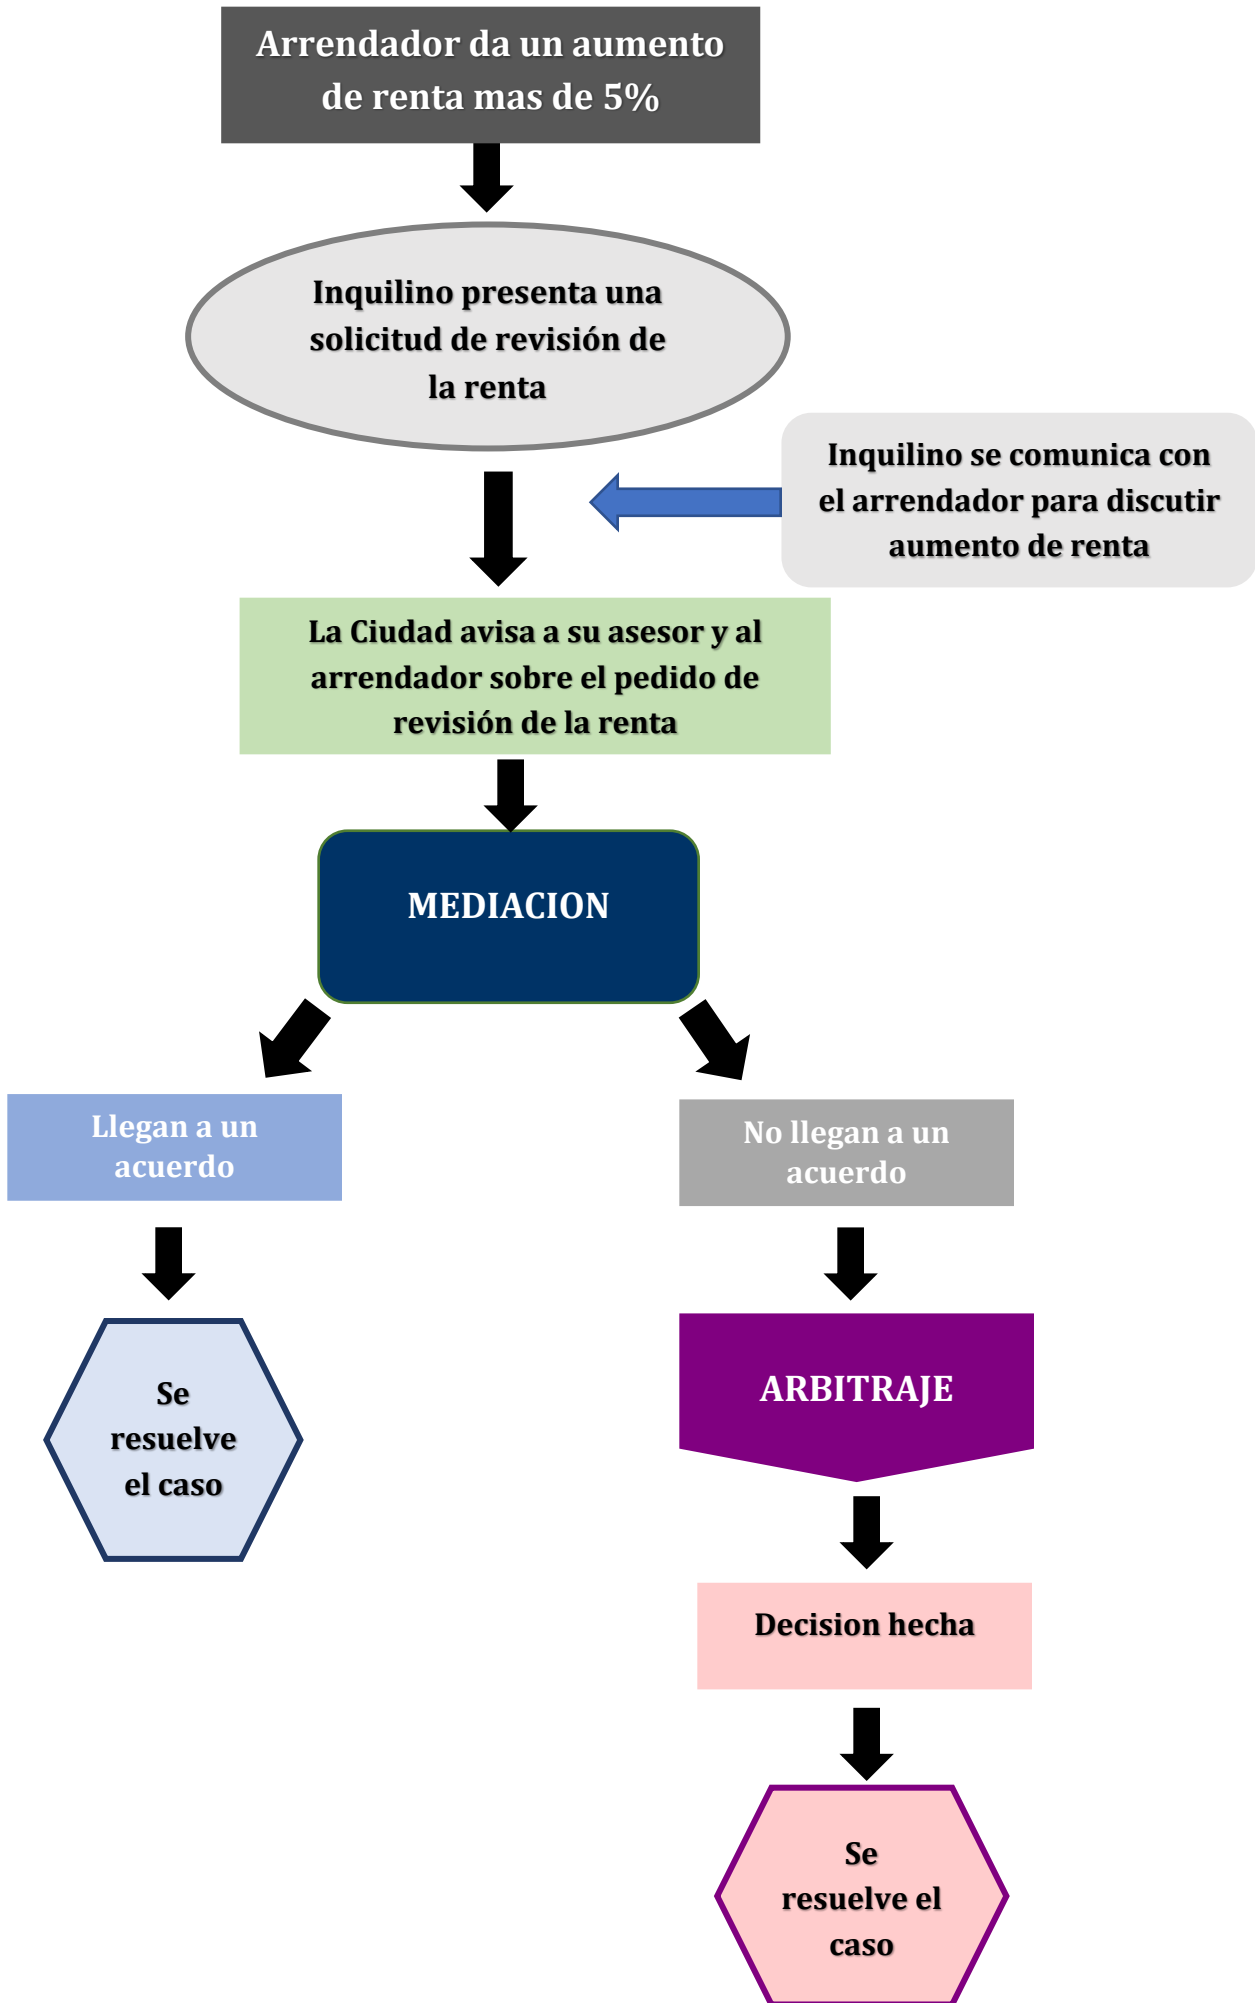 Arrendador da un aumento
de renta mas de 5%
Inquilino presenta una
solicitud de revisión de
la renta
Inquilino se comunica con
el arrendador para discutir
aumento de renta
La Ciudad avisa a su asesor y al
arrendador sobre el pedido de
revisión de la renta
MEDIACION
Llegan a un
acuerdo
No llegan a un
acuerdo
Se
resuelve
el caso
ARBITRAJE
Decision hecha
Se
resuelve el
caso